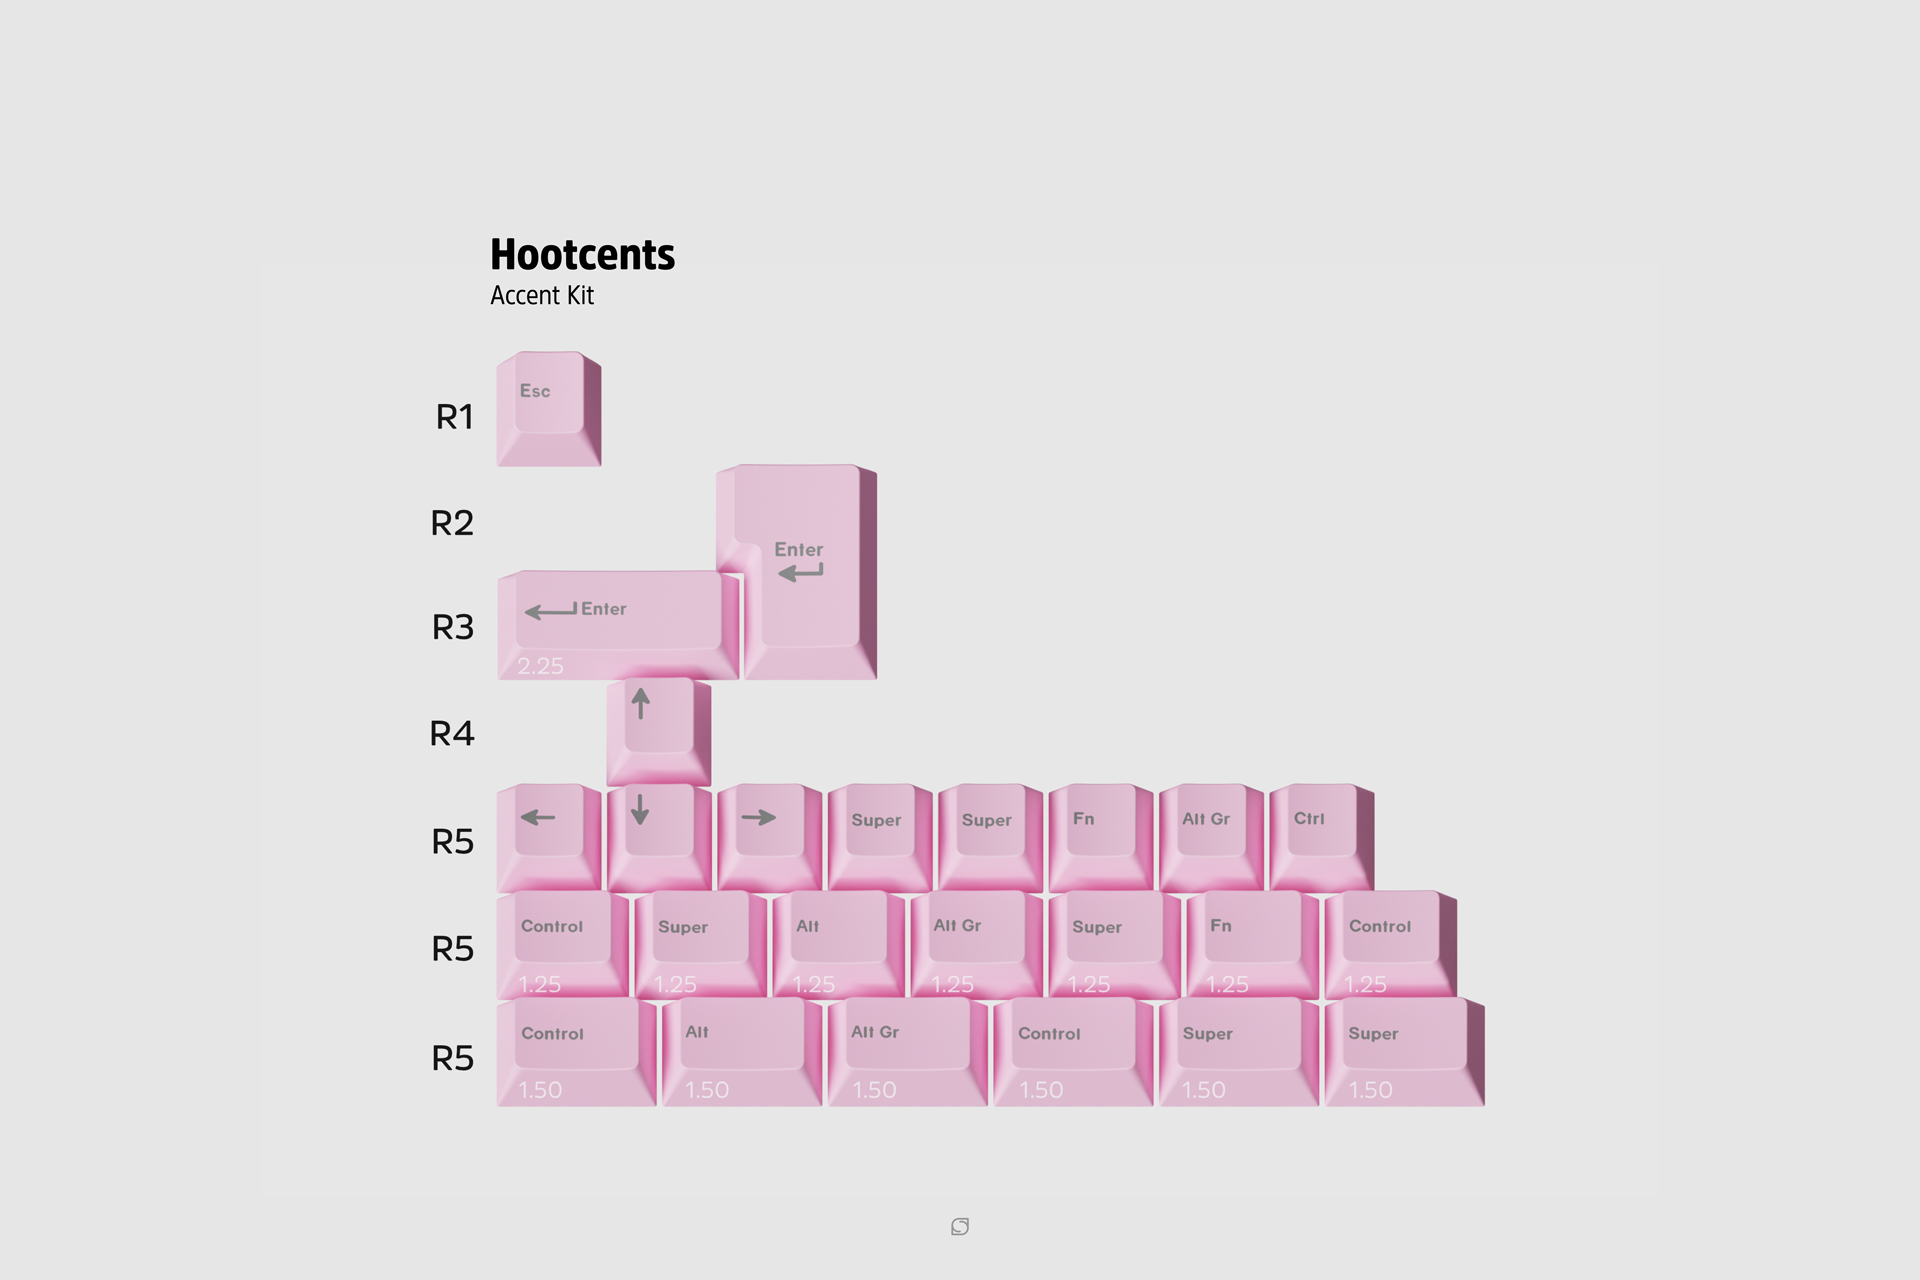 Hootcents
Accent Kit
R1
Esc
R2
Enter
R3
Enter
2.25
R4
R5
Super Super Fn Alt Gr Ctrl
R5
Control Super Alt Alt Gr Super Fn Control
1.25 1.25 1.25 1.25 1.25 1.25 1.25
R5
Control Alt Alt Gr Control Super Super
1.50 1.50 1.50 1.50 1.50 1.50